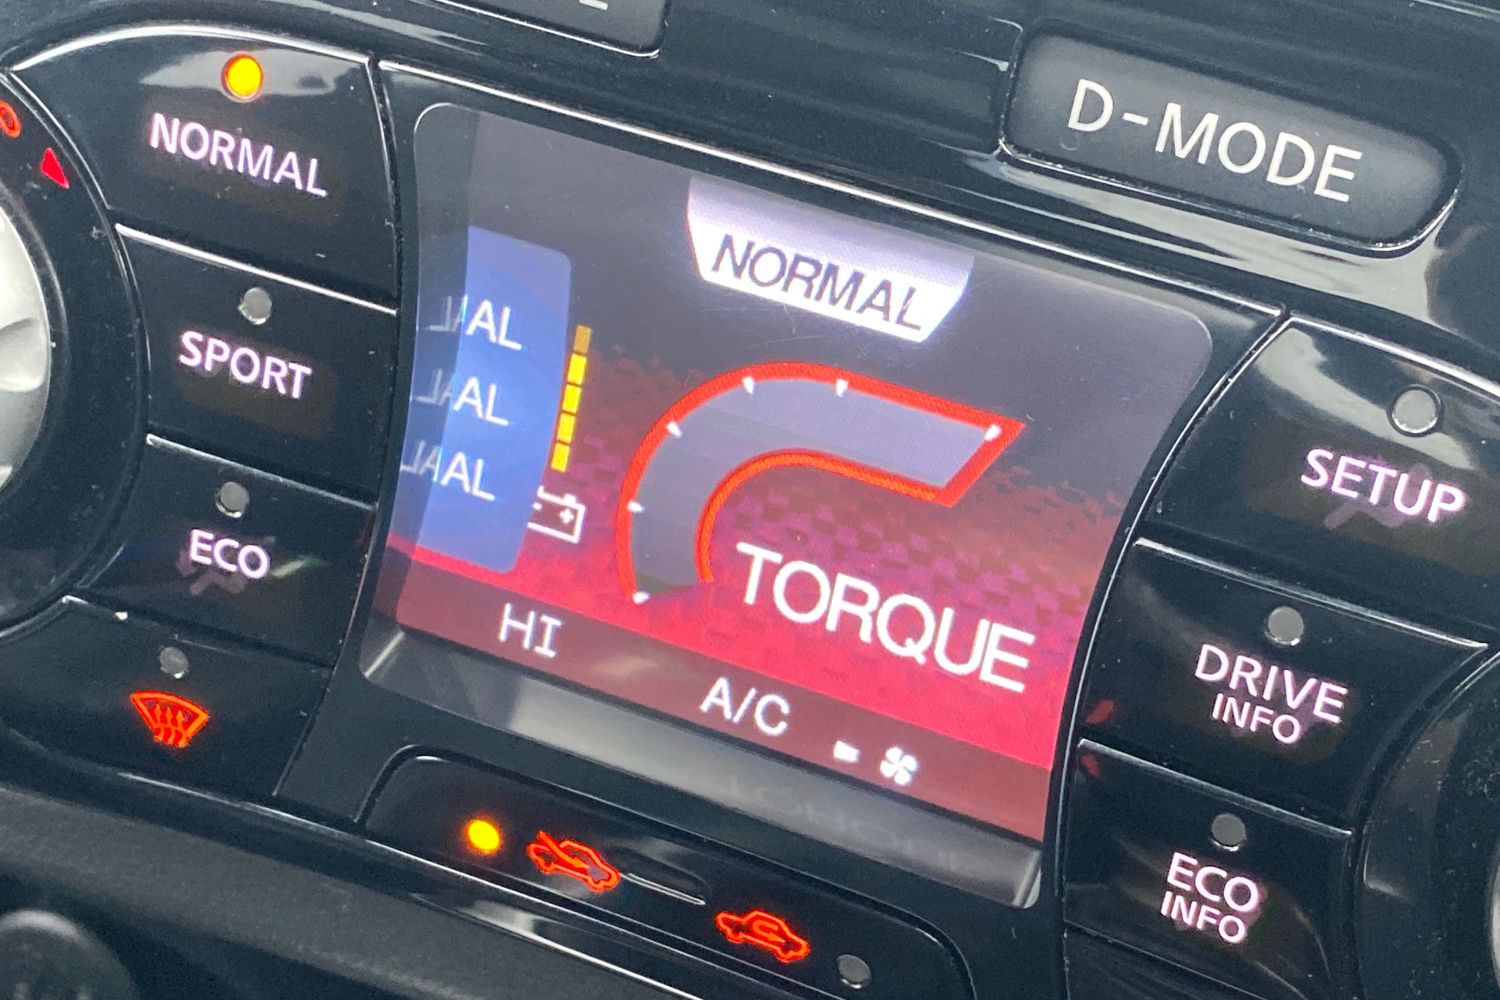 D-MODE
NORMAL
NORMAL
SPORT
ECO
AL
AL
AL
TORQUE
HI
A/C
SETUP
DRIVE
INFO
ECO
INFO